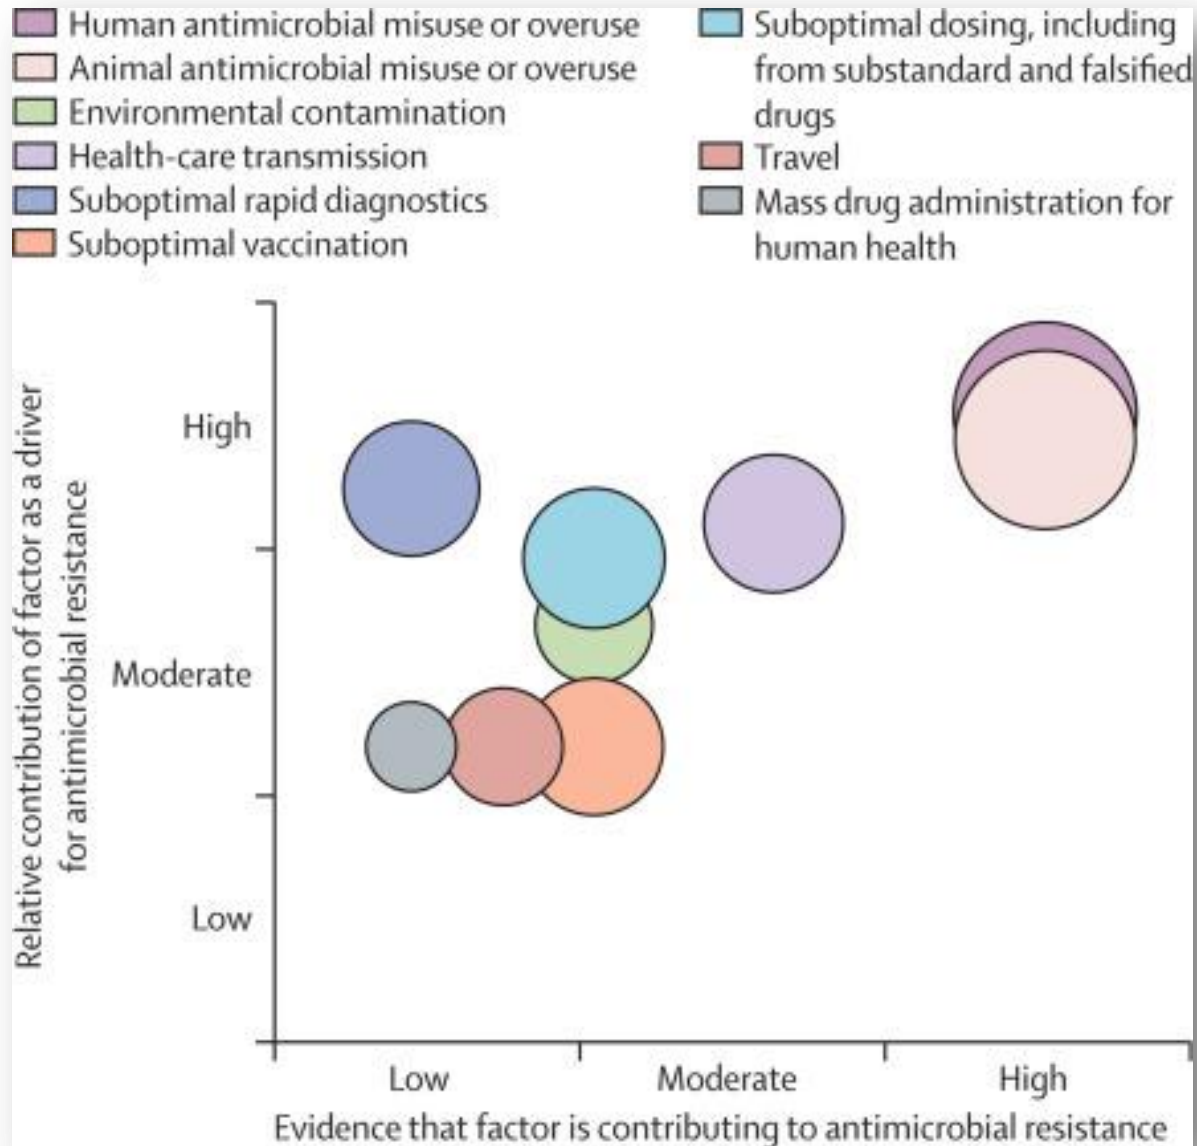 Human antimicrobial misuse or overuse
Animal antimicrobial misuse or overuse
Environmental contamination
Health-care transmission
Suboptimal rapid diagnostics
Suboptimal vaccination
Suboptimal dosing, including
from substandard and falsified
drugs
Travel
Mass drug administration for
human health
Relative contribution of factor as a driver
for antimicrobial resistance
High
Moderate
Low
Low
Moderate
High
Evidence that factor is contributing to antimicrobial resistance